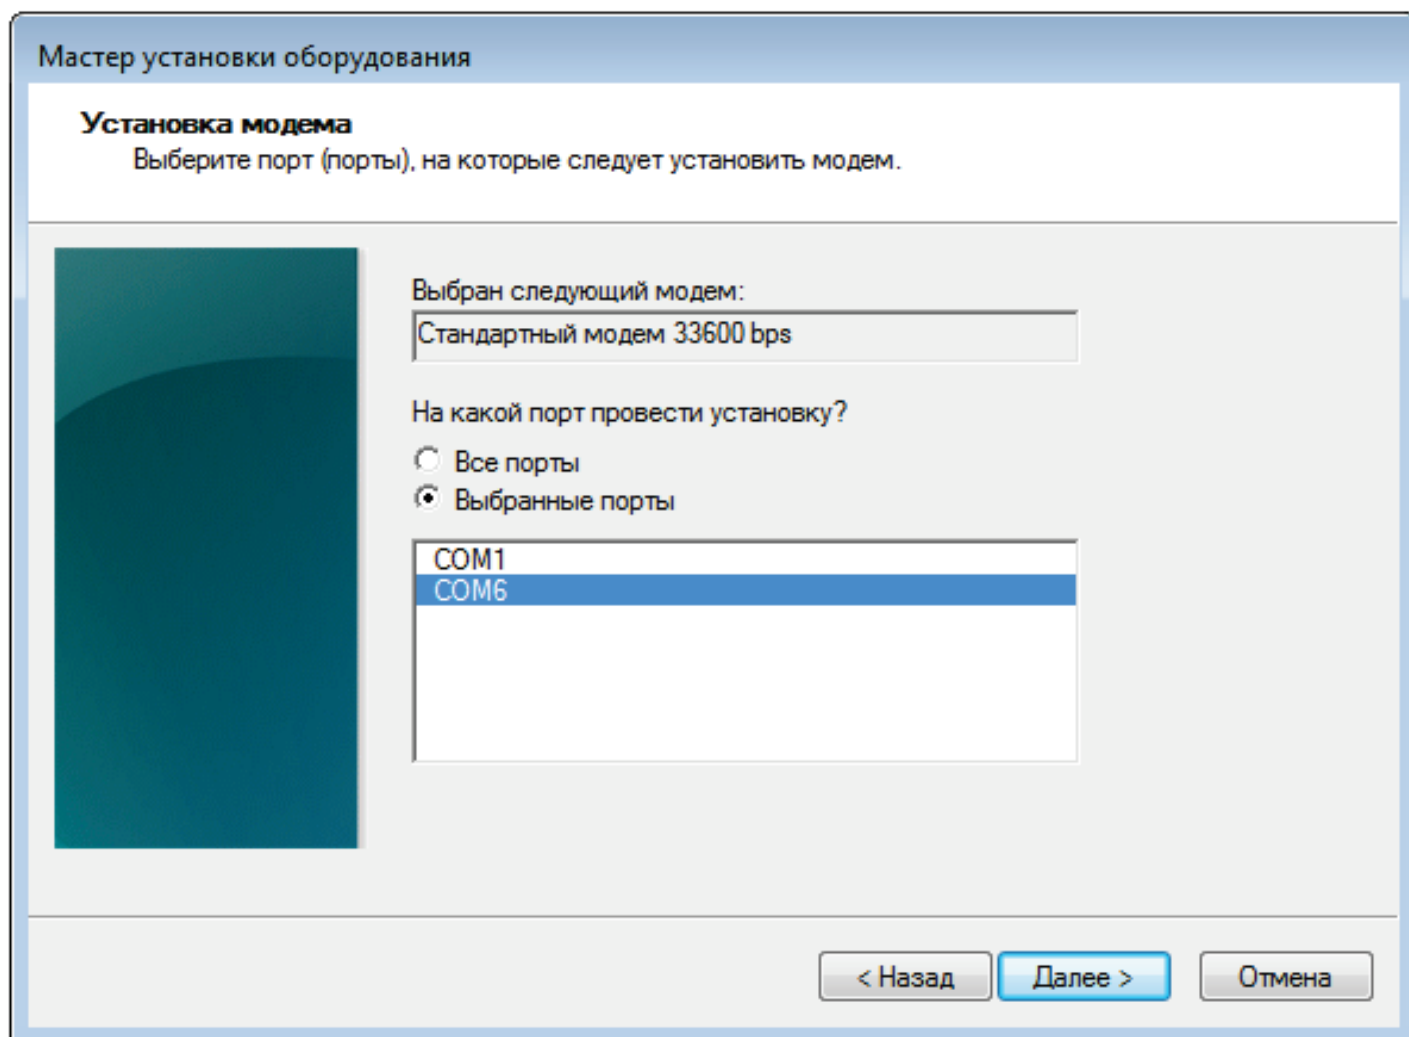 Мастер установки оборудования
Установка модема
Выберите порт (порты), на которые следует установить модем.
Выбран следующий модем:
Стандартный модем 33600 bps
На какой порт провести установку?
Все порты
Выбранные порты
COM1
COM6
< Назад
Далее >
Отмена